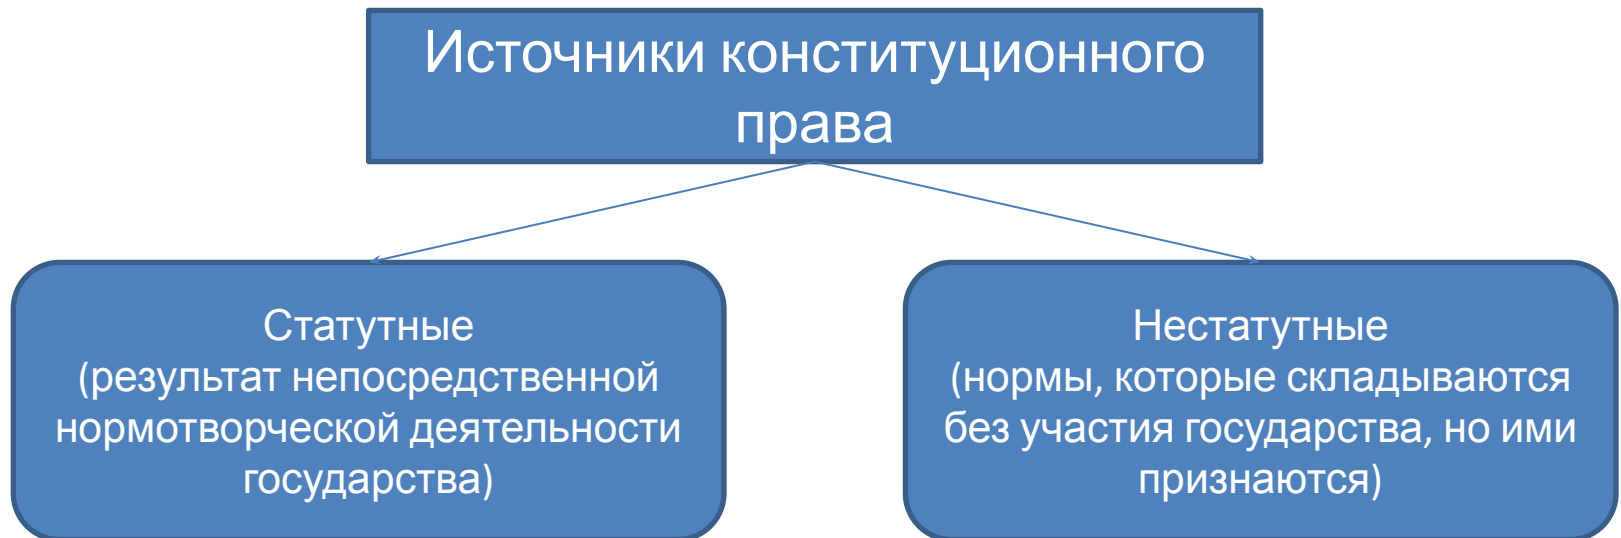 Источники конституционного
права
Статутные
(результат непосредственной
нормотворческой деятельности
государства)
Нестатутные
(нормы, которые складываются
без участия государства, но ими
признаются)